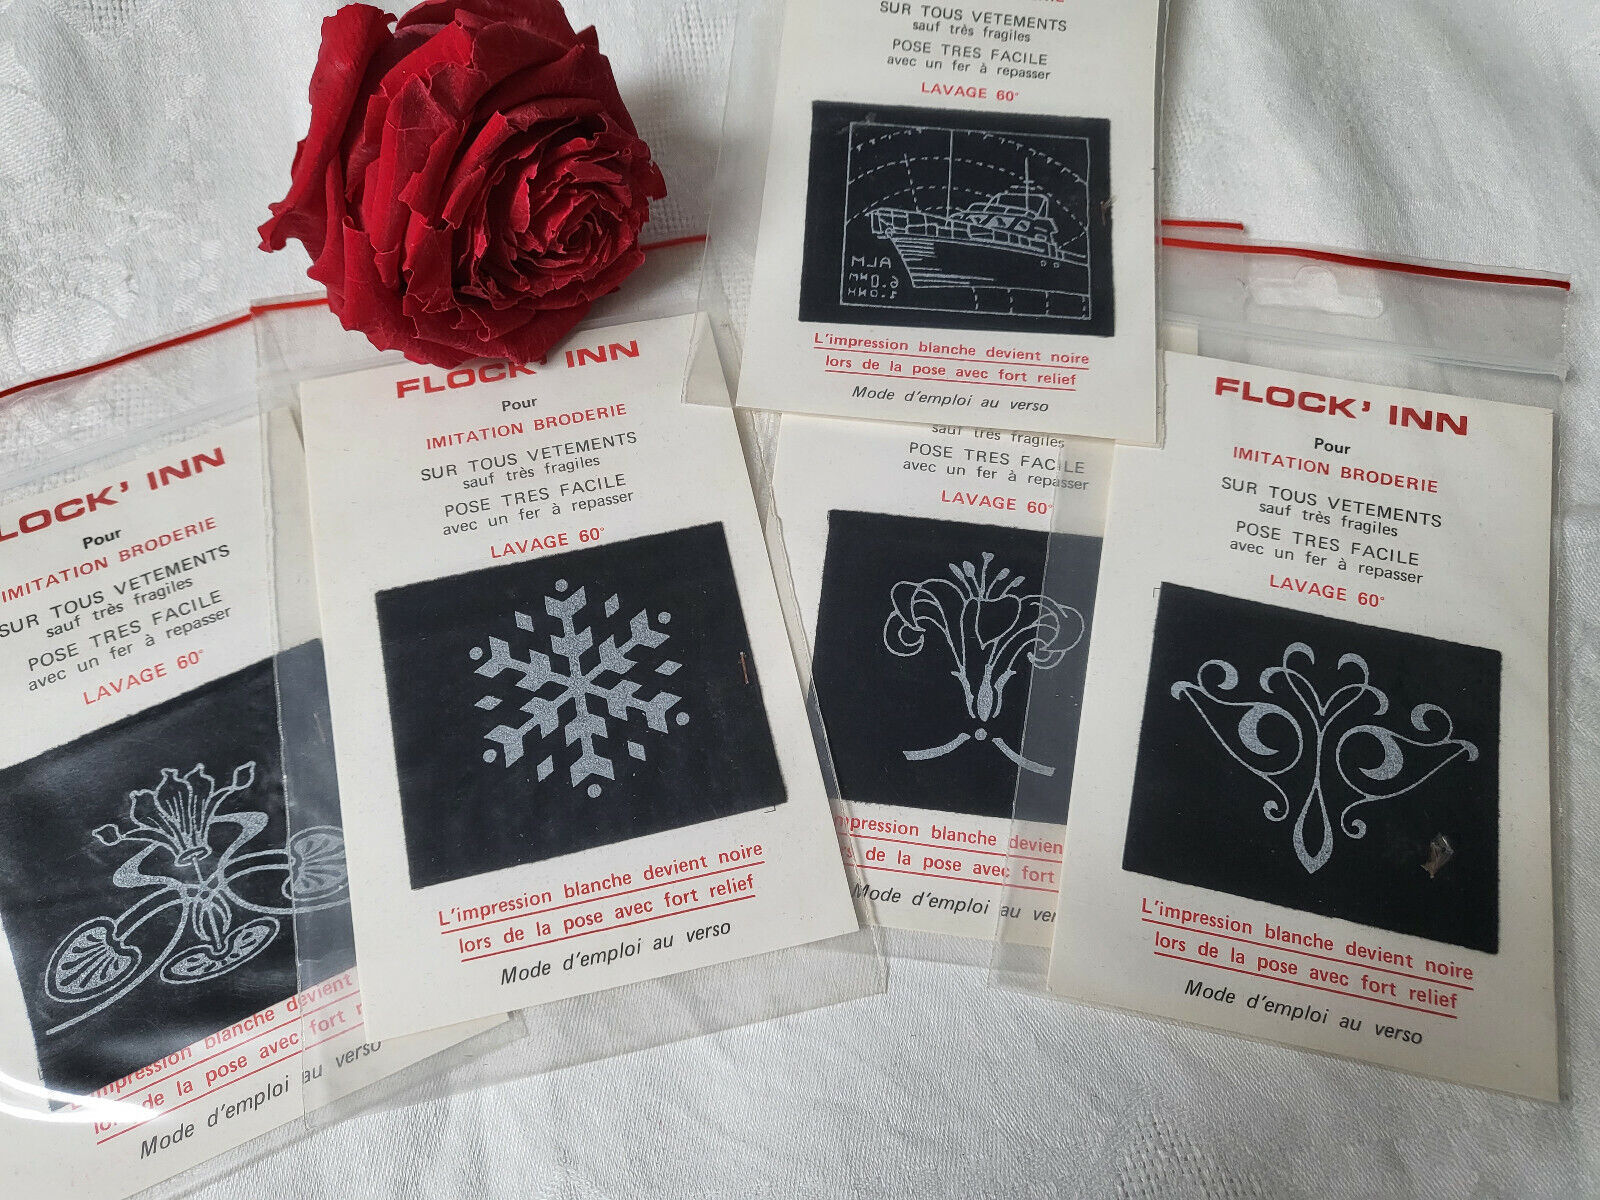 SUR TOUS VETEMENTS
sauf très fragiles
POSE TRES FACILE
avec un fer à repasser
LAVAGE 60°
L'impression blanche devient noire
lors de la pose avec fort relief
Mode d'emploi au verso
LOCK' INN
Pour
IMITATION BRODERIE
SUR TOUS VETEMENTS
sauf très fragiles
POSE TRES FACILE
avec un fer à repasser
LAVAGE 60°
impression blanche devient
de la pose avec fort r
Mode d'emploi au verso
FLOCK' INN
Pour
IMITATION BRODERIE
SUR TOUS VETEMENTS
sauf très fragiles
POSE TRES FACILE
avec un fer à repasser
LAVAGE 60°
L'impression blanche devient noire
lors de la pose avec fort relief
Mode d'emploi au verso
sauf très fragiles
POSE TRES FACILE
avec un fer à repasser
LAVAGE 60°
mpression blanche devien
de la pose avec fort
Mode d'emploi au ver
FLOCK' INN
Pour
IMITATION BRODERIE
SUR TOUS VETEMENTS
sauf très fragiles
POSE TRES FACILE
avec un fer à repasser
LAVAGE 60°
L'impression blanche devient noire
lors de la pose avec fort relief
Mode d'emploi au verso